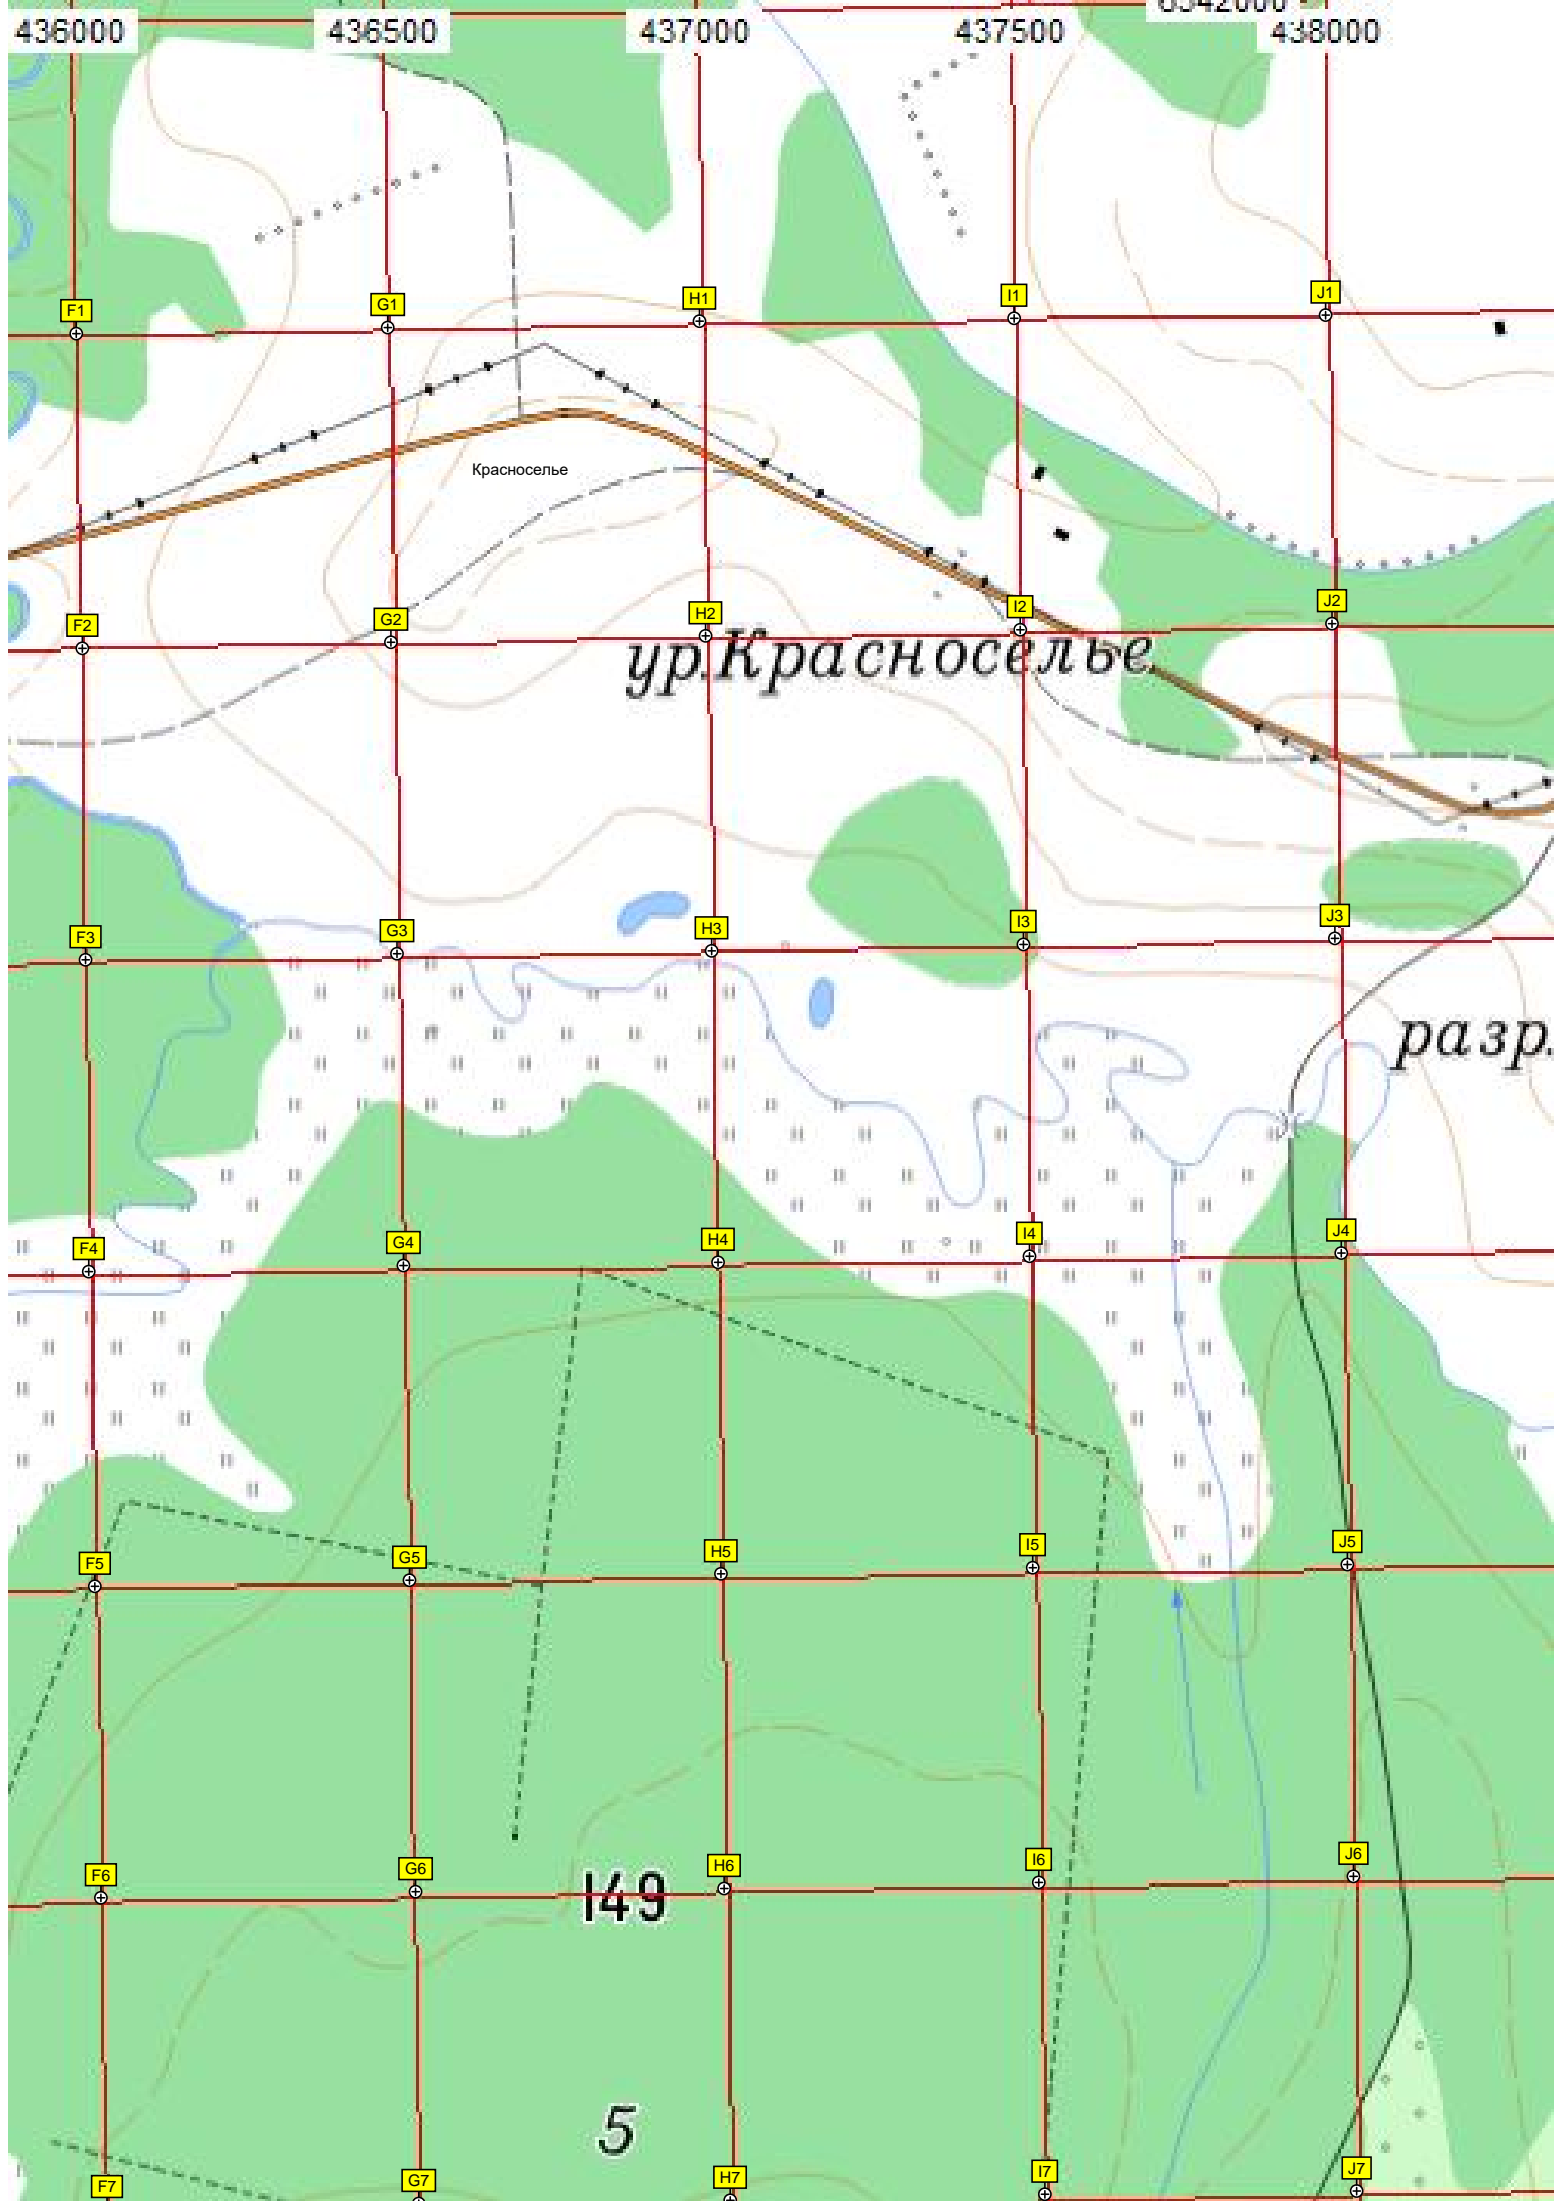 6342000
436000 436500 437000 437500 438000
F1 G1 H1 I1 J1
Красноселье
F2 G2 H2 I2 J2
ур.Красноселье
F3 G3 H3 I3 J3
разр.
F4 G4 H4 I4 J4
F5 G5 H5 I5 J5
F6 G6 H6 I6 J6
149
5
F7 G7 H7 I7 J7